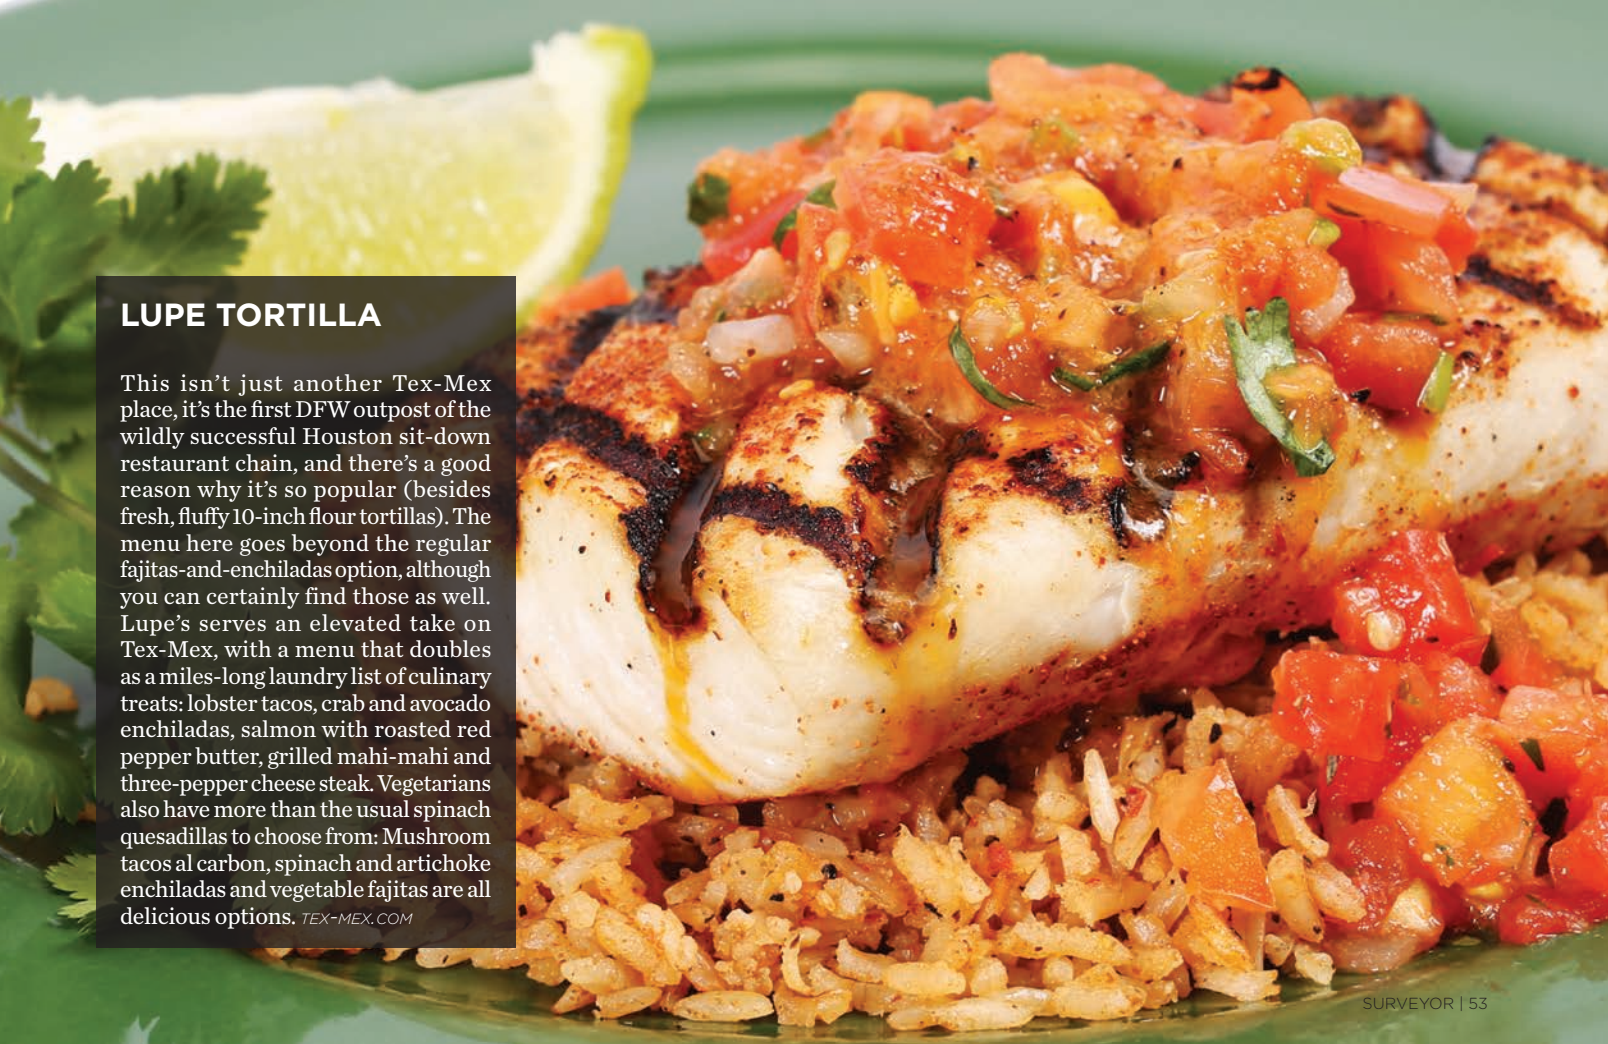 LUPE TORTILLA
This isn’t just another Tex-Mex
place, it’s the first DFW outpost of the
wildly successful Houston sit-down
restaurant chain, and there’s a good
reason why it’s so popular (besides
fresh, fluffy 10-inch flour tortillas). The
menu here goes beyond the regular
fajitas-and-enchiladas option, although
you can certainly find those as well.
Lupe’s serves an elevated take on
Tex-Mex, with a menu that doubles
as a miles-long laundry list of culinary
treats: lobster tacos, crab and avocado
enchiladas, salmon with roasted red
pepper butter, grilled mahi-mahi and
three-pepper cheese steak. Vegetarians
also have more than the usual spinach
quesadillas to choose from: Mushroom
tacos al carbon, spinach and artichoke
enchiladas and vegetable fajitas are all
delicious options. TEX-MEX.COM
SURVEYOR | 53